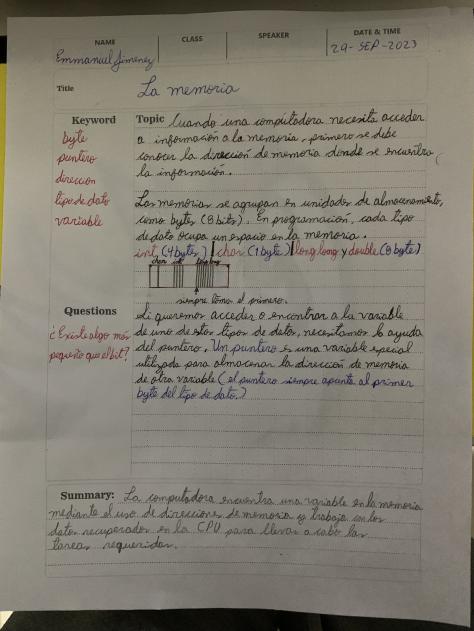 NAME
CLASS
SPEAKER
DATE & TIME
Emmanuel Jimenez
29-SEP-2023
Title
La memoria
Keyword
byte
puntero
direccion
tipo de dato
variable
Topic
Cuando una computadora necesita acceder
a información a la memoria, primero se debe
conocer la dirección de memoria donde se encuentra
la información.
Las memorias se agrupan en unidades de almacenamiento,
como bytes (8 bits). En programación, cada tipo
de dato ocupa un espacio en la memoria.
int (4 bytes) | char (1 byte) | long long y double (8 byte)
char int long long
siempre toma el primero.
Questions
¿Existe algo más
pequeño que el bit?
Si queremos acceder o encontrar a la variable
de uno de estos tipos de datos, necesitamos la ayuda
del puntero. Un puntero es una variable especial
utilizada para almacenar la dirección de memoria
de otra variable (el puntero siempre apunta al primer
byte del tipo de dato.)
Summary: La computadora encuentra una variable en la memoria
mediante el uso de direcciones de memoria y trabaja con los
datos recuperados en la CPU para llevar a cabo las
tareas requeridas.